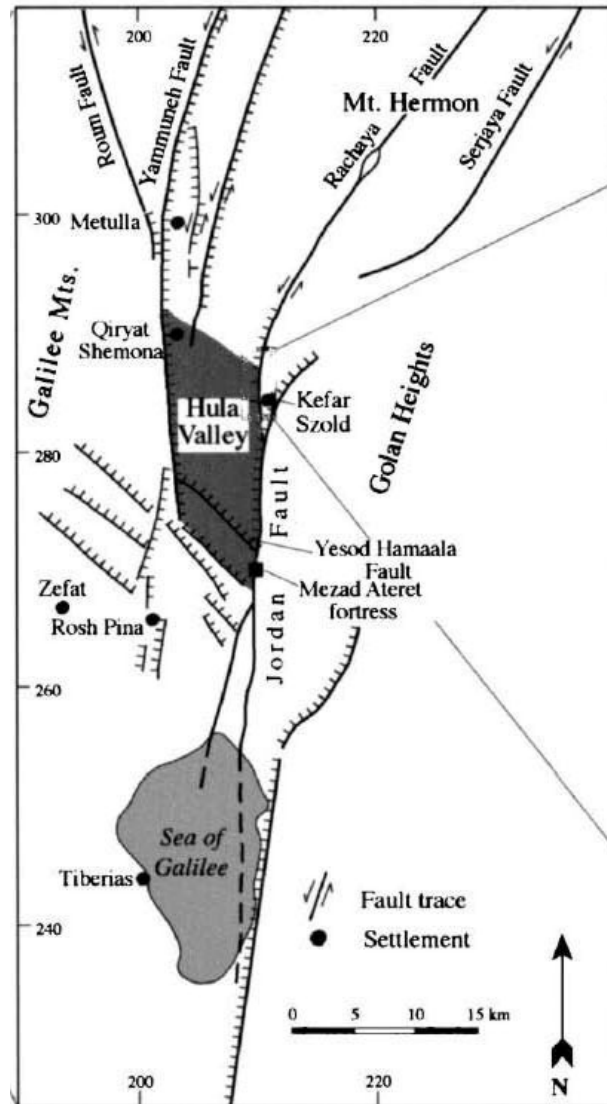 200
220
Roum Fault
Yammuneh Fault
Rachaya Fault
Mt. Hermon
Serjaya Fault
300
Metulla
Galilee Mts.
Qiryat
Shemona
Hula
Valley
Kefar
Szold
Golan Heights
280
Jordan Fault
Yesod Hamaala
Fault
Mezad Ateret
fortress
Zefat
Rosh Pina
260
Sea of
Galilee
Tiberias
Fault trace
240
Settlement
0 5 10 15 km
N
200
220